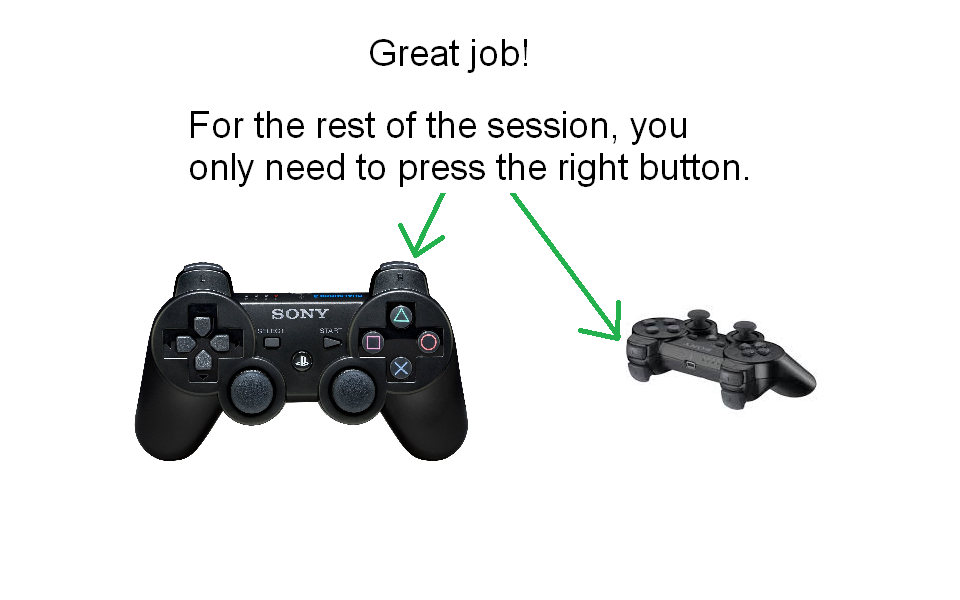 Great job!
For the rest of the session, you
only need to press the right button.
L
R
SONY
SELECT
START